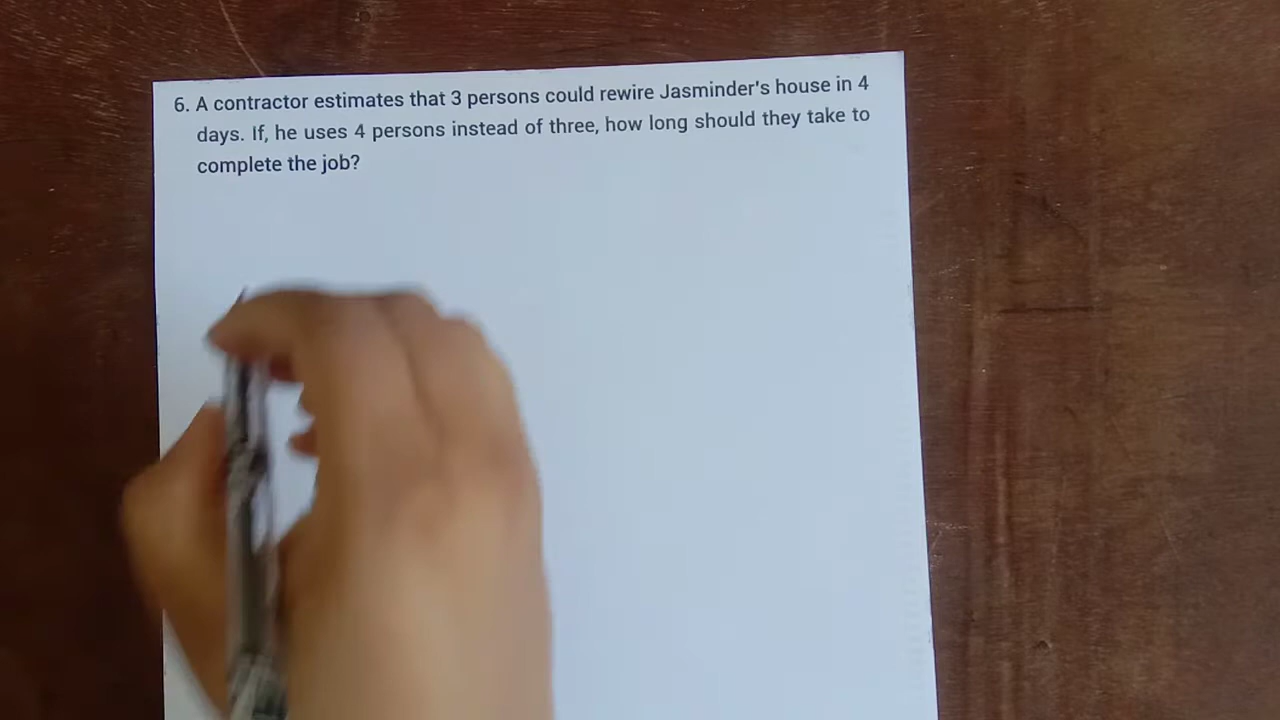 6. A contractor estimates that 3 persons could rewire Jasminder's house in 4
days. If, he uses 4 persons instead of three, how long should they take to
complete the job?